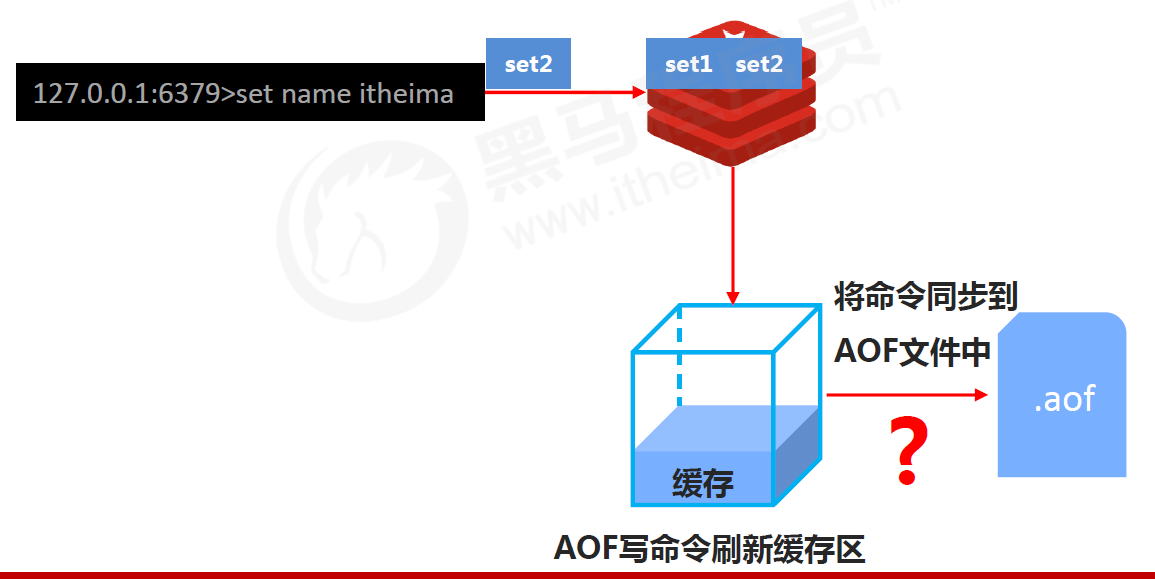 set2
set1 set2
127.0.0.1:6379>set name itheima
黑马程序员
www.itheima.com
将命令同步到
AOF文件中
.aof
?
缓存
AOF写命令刷新缓存区